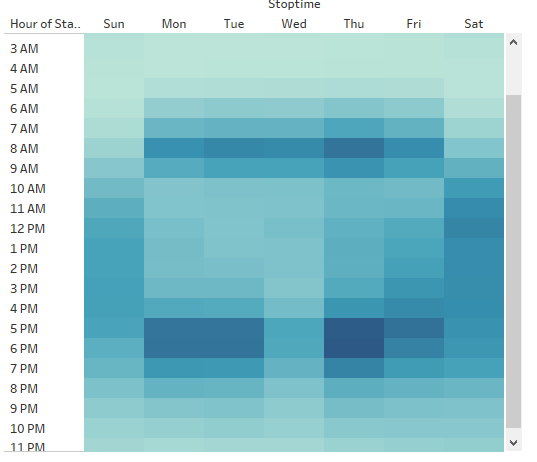 Stoptime
Hour of Sta.. Sun Mon Tue Wed Thu Fri Sat
3 AM
4 AM
5 AM
6 AM
7 AM
8 AM
9 AM
10 AM
11 AM
12 PM
1 PM
2 PM
3 PM
4 PM
5 PM
6 PM
7 PM
8 PM
9 PM
10 PM
11 PM